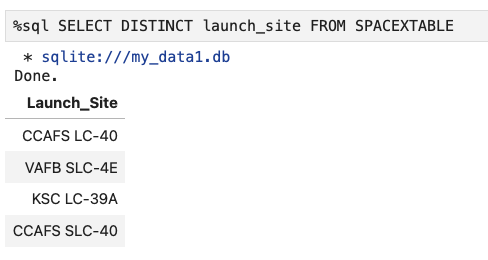 %sql SELECT DISTINCT launch_site FROM SPACEXTABLE
* sqlite:///my_data1.db
Done.
Launch_Site
CCAFS LC-40
VAFB SLC-4E
KSC LC-39A
CCAFS SLC-40